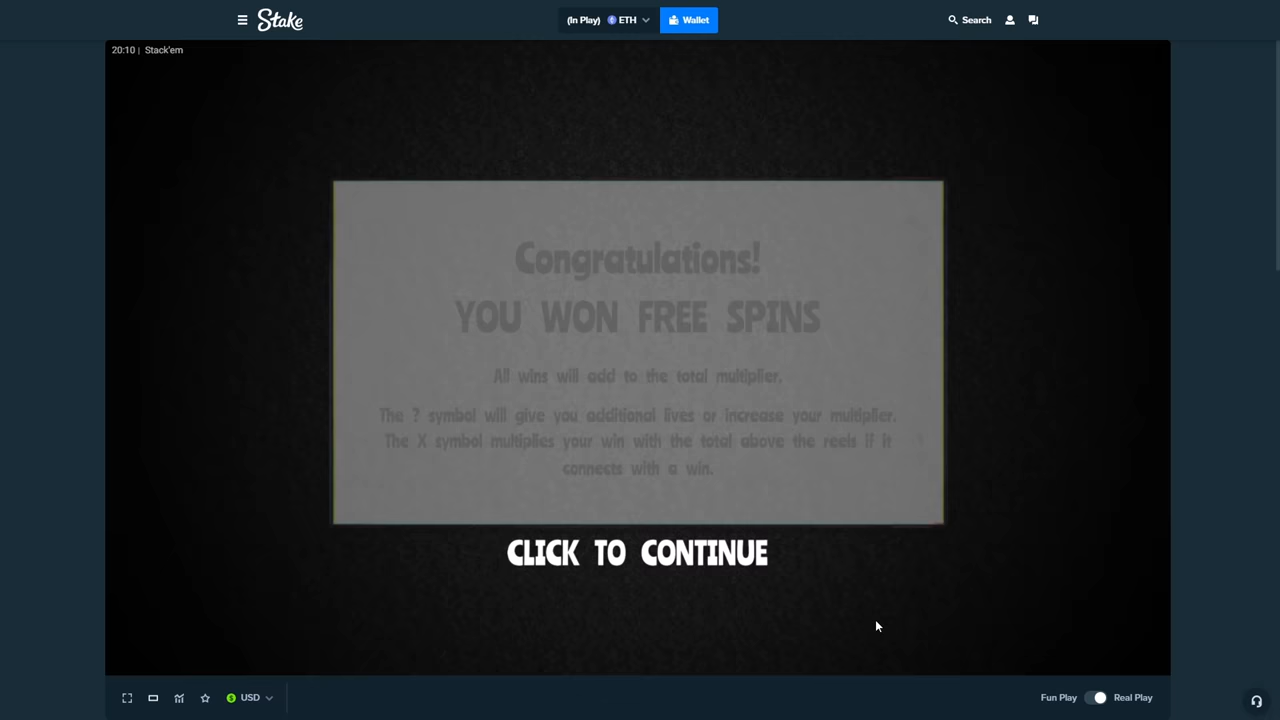 Stake
(In Play) ETH
Wallet
Search
20:10 | Stack'em
Congratulations!
YOU WON FREE SPINS
All wins will add to the total multiplier.
The ? symbol will give you additional lives or increase your multiplier.
The X symbol multiplies your win with the total above the reels if it
connects with a win.
CLICK TO CONTINUE
USD
Fun Play
Real Play